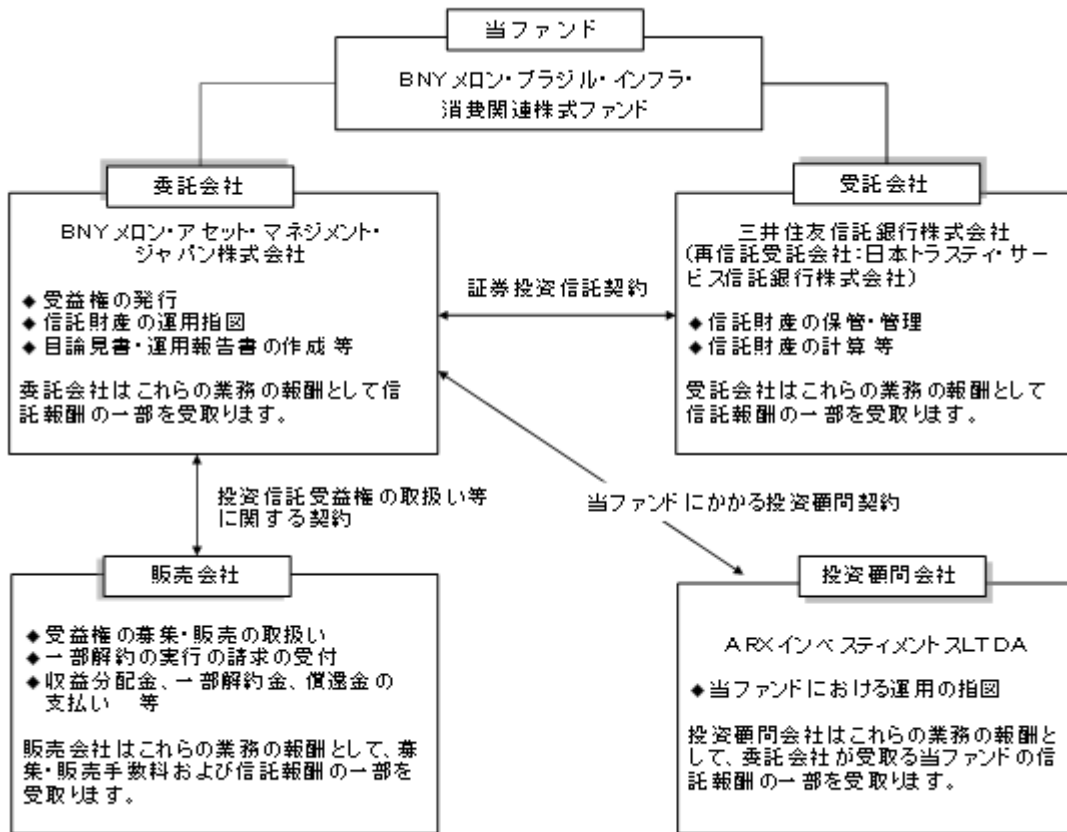 当ファンド
BNYメロン・ブラジル・インフラ・
消費関連株式ファンド
委託会社
BNYメロン・アセット・マネジメント・
ジャパン株式会社
◆受益権の発行
◆信託財産の運用指図
◆目論見書・運用報告書の作成 等
委託会社はこれらの業務の報酬として信
託報酬の一部を受取ります。
証券投資信託契約
受託会社
三井住友信託銀行株式会社
(再信託受託会社:日本トラスティ・サー
ビス信託銀行株式会社)
◆信託財産の保管・管理
◆信託財産の計算 等
受託会社はこれらの業務の報酬として
信託報酬の一部を受取ります。
投資信託受益権の取扱い等
に関する契約
当ファンドにかかる投資顧問契約
販売会社
◆受益権の募集・販売の取扱い
◆一部解約の実行の請求の受付
◆収益分配金、一部解約金、償還金の
支払い 等
販売会社はこれらの業務の報酬として、募
集・販売手数料および信託報酬の一部を
受取ります。
投資顧問会社
ARXインベスティメントスLTDA
◆当ファンドにおける運用の指図
投資顧問会社はこれらの業務の報酬と
して、委託会社が受取る当ファンドの信
託報酬の一部を受取ります。